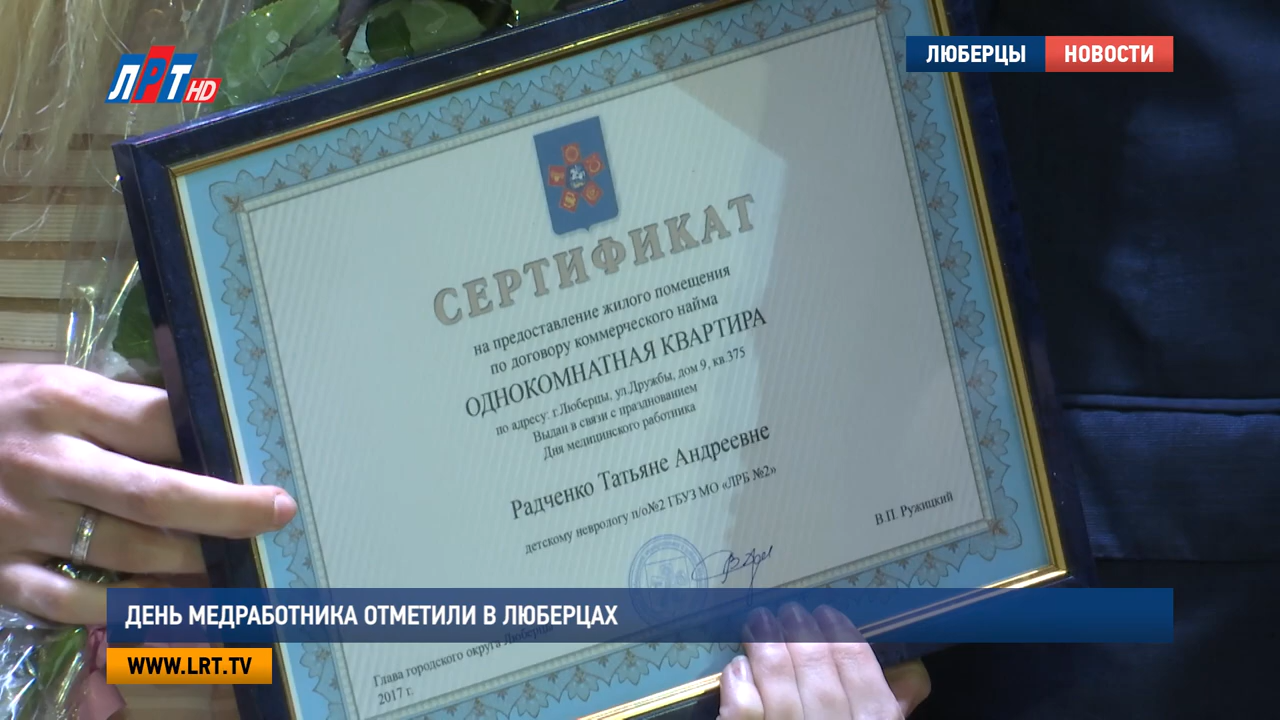 ЛРТ HD
ЛЮБЕРЦЫ НОВОСТИ
СЕРТИФИКАТ
на предоставление жилого помещения
по договору коммерческого найма
ОДНОКОМНАТНАЯ КВАРТИРА
по адресу: г.Люберцы, ул.Дружбы, дом 9, кв.375
Выдан в связи с празднованием
Дня медицинского работника
Радченко Татьяне Андреевне
детскому неврологу п/о№2 ГБУЗ МО «ЛРБ №2»
В.П. Ружицкий
Глава городского округа Люберцы
2017 г.
ДЕНЬ МЕДРАБОТНИКА ОТМЕТИЛИ В ЛЮБЕРЦАХ
WWW.LRT.TV